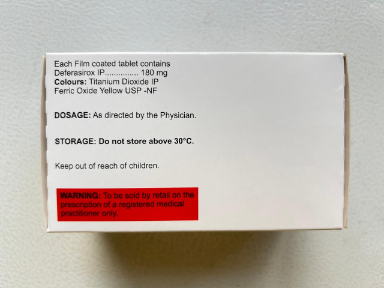 Each Film coated tablet contains
Deferasirox IP............... 180 mg
Colours: Titanium Dioxide IP
Ferric Oxide Yellow USP -NF
DOSAGE: As directed by the Physician.
STORAGE: Do not store above 30°C.
Keep out of reach of children.
WARNING: To be sold by retail on the
prescription of a registered medical
practitioner only.